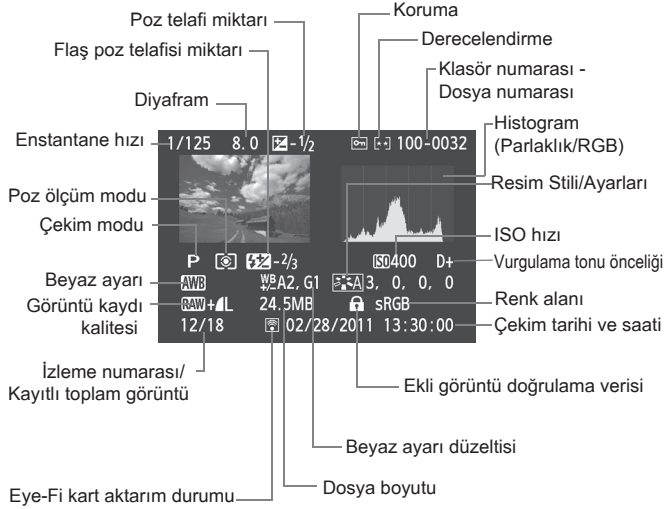 Poz telafi miktarı
Koruma
Flaş poz telafisi miktarı
Derecelendirme
Klasör numarası -
Dosya numarası
Diyafram
Enstantane hızı
Histogram
(Parlaklık/RGB)
1/125 8.0 -1/2 100-0032
Resim Stili/Ayarları
Poz ölçüm modu
Çekim modu
ISO hızı
P -2/3 ISO400 D+
Vurgulama tonu önceliği
Beyaz ayarı
AWB WB+/-A2, G1 A 3, 0, 0, 0
Görüntü kaydı
kalitesi
RAW+L 24.5MB sRGB
Renk alanı
12/18 02/28/2011 13:30:00
Çekim tarihi ve saati
İzleme numarası/
Kayıtlı toplam görüntü
Ekli görüntü doğrulama verisi
Beyaz ayarı düzeltisi
Dosya boyutu
Eye-Fi kart aktarım durumu